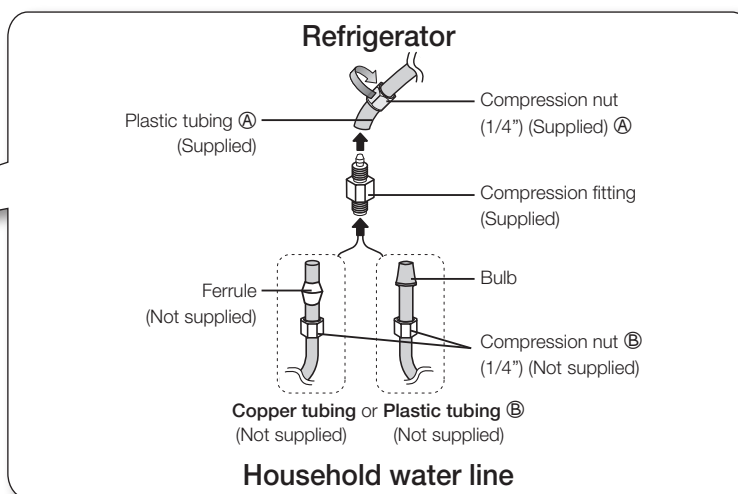 Refrigerator
Plastic tubing Ⓐ
(Supplied)
Compression nut
(1/4”) (Supplied) Ⓐ
Compression fitting
(Supplied)
Ferrule
(Not supplied)
Bulb
Compression nut Ⓑ
(1/4”) (Not supplied)
Copper tubing or Plastic tubing Ⓑ
(Not supplied) (Not supplied)
Household water line